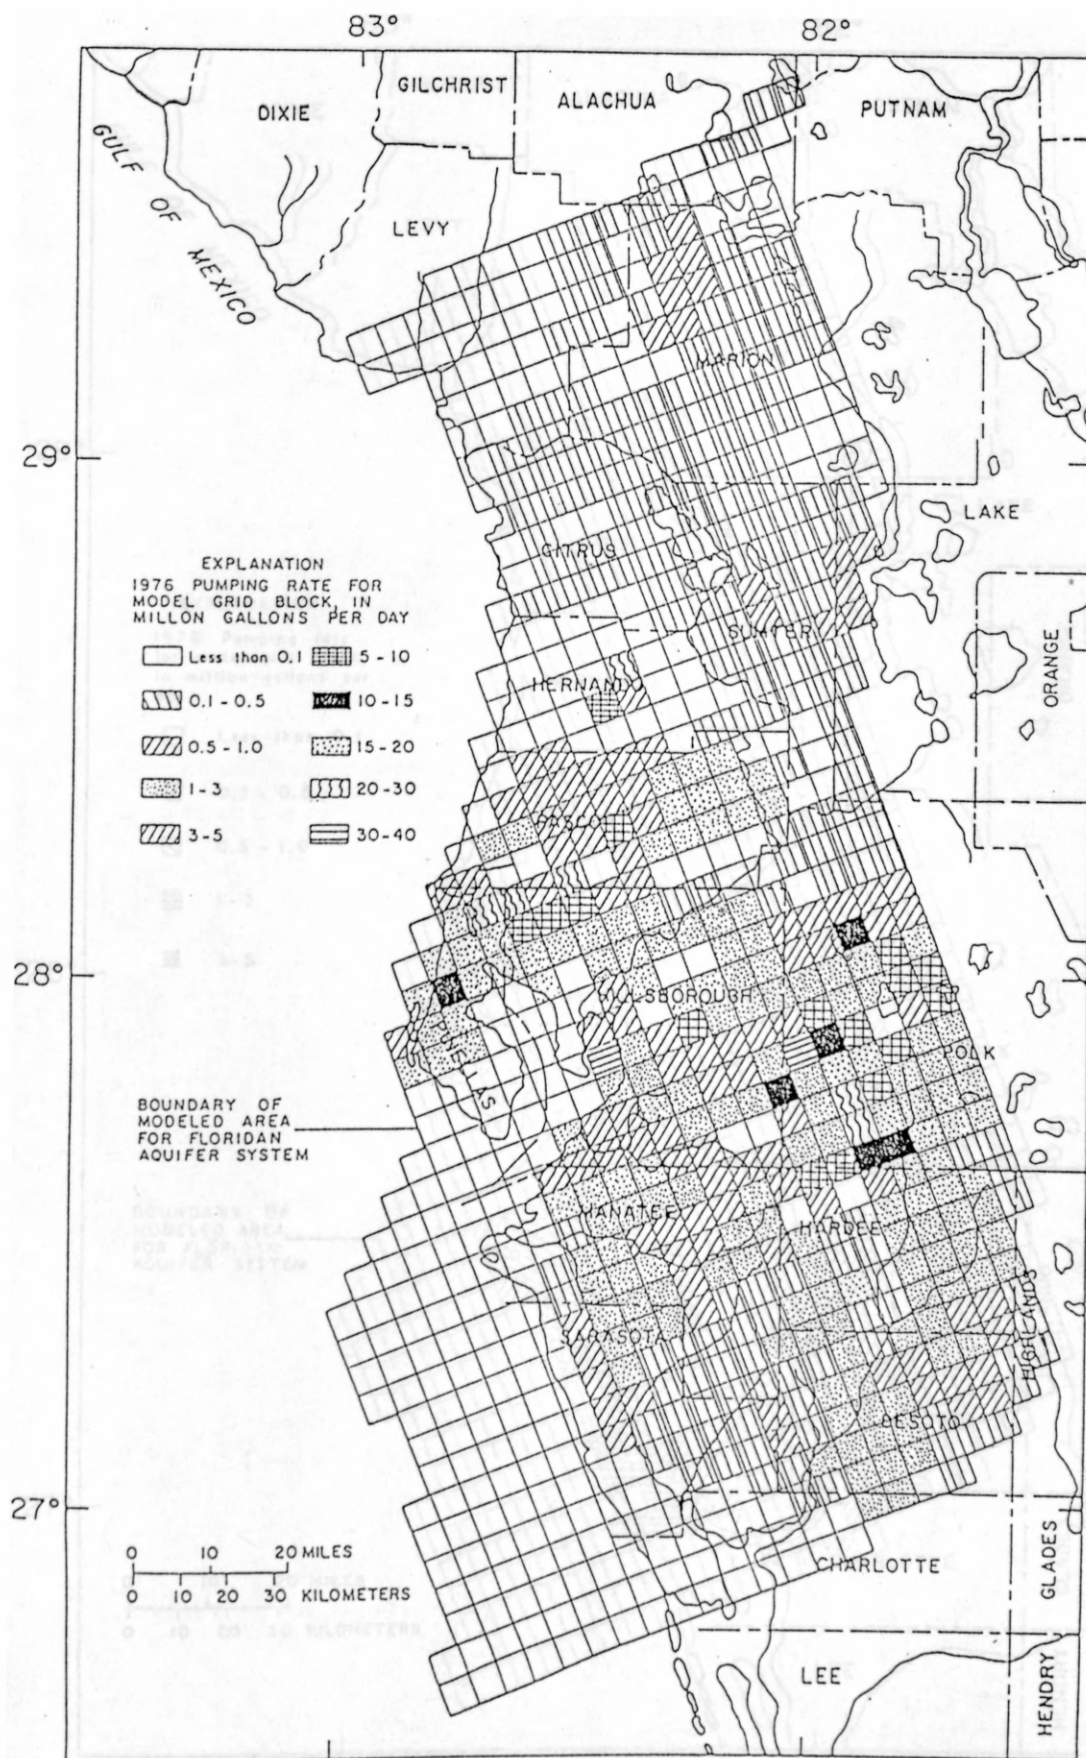 83°
82°
DIXIE
GILCHRIST
ALACHUA
PUTNAM
GULF OF MEXICO
LEVY
MARION
29°
LAKE
CITRUS
EXPLANATION
1976 PUMPING RATE FOR
MODEL GRID BLOCK, IN
MILLON GALLONS PER DAY
Less than 0.1
5 - 10
0.1 - 0.5
10 - 15
0.5 - 1.0
15 - 20
1 - 3
20 - 30
3 - 5
30 - 40
SUMTER
ORANGE
HERNANDO
PASCO
28°
HILLSBOROUGH
PINELLAS
POLK
BOUNDARY OF
MODELED AREA
FOR FLORIDAN
AQUIFER SYSTEM
MANATEE
HARDEE
HIGHLANDS
SARASOTA
DESOTO
27°
0 10 20 MILES
0 10 20 30 KILOMETERS
CHARLOTTE
GLADES
LEE
HENDRY